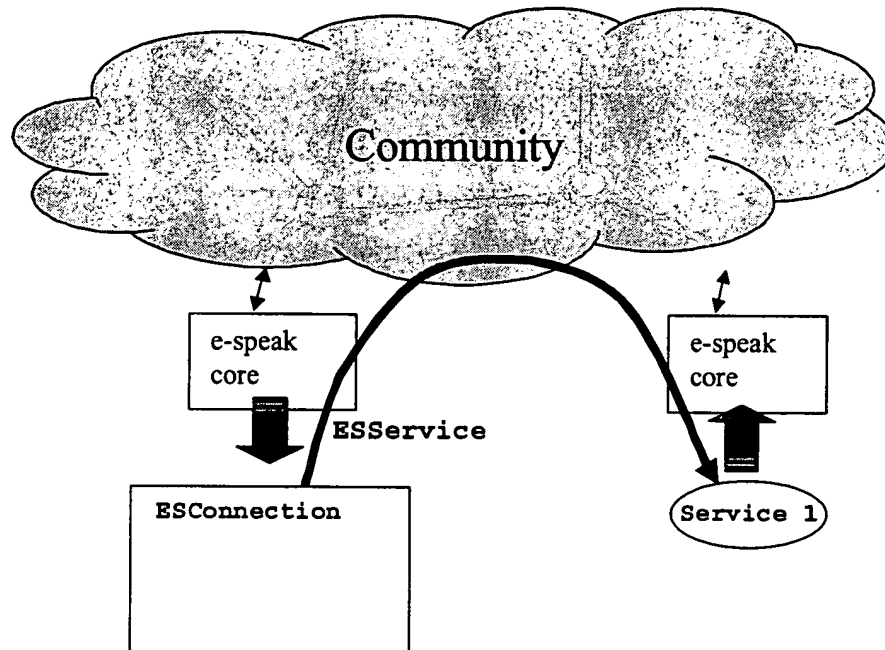 Community
e-speak
core
e-speak
core
ESService
ESConnection
Service 1